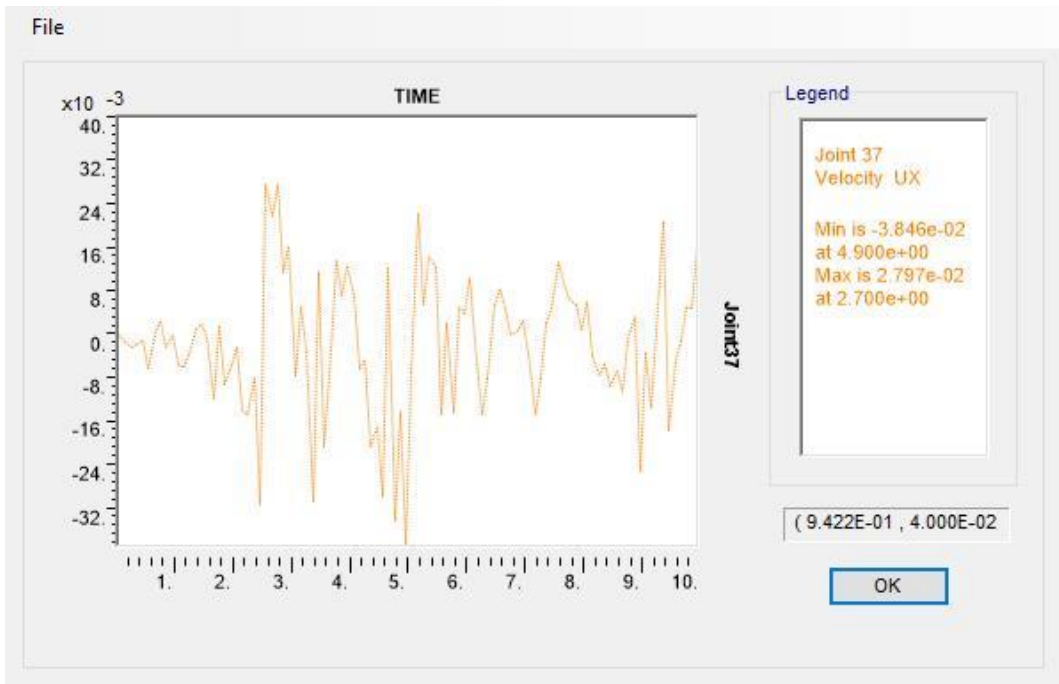 File
x10 -3
TIME
40.
32.
24.
16.
8.
0.
-8.
-16.
-24.
-32.
1. 2. 3. 4. 5. 6. 7. 8. 9. 10.
Joint37
Legend
Joint 37
Velocity UX
Min is -3.846e-02
at 4.900e+00
Max is 2.797e-02
at 2.700e+00
( 9.422E-01 , 4.000E-02
OK